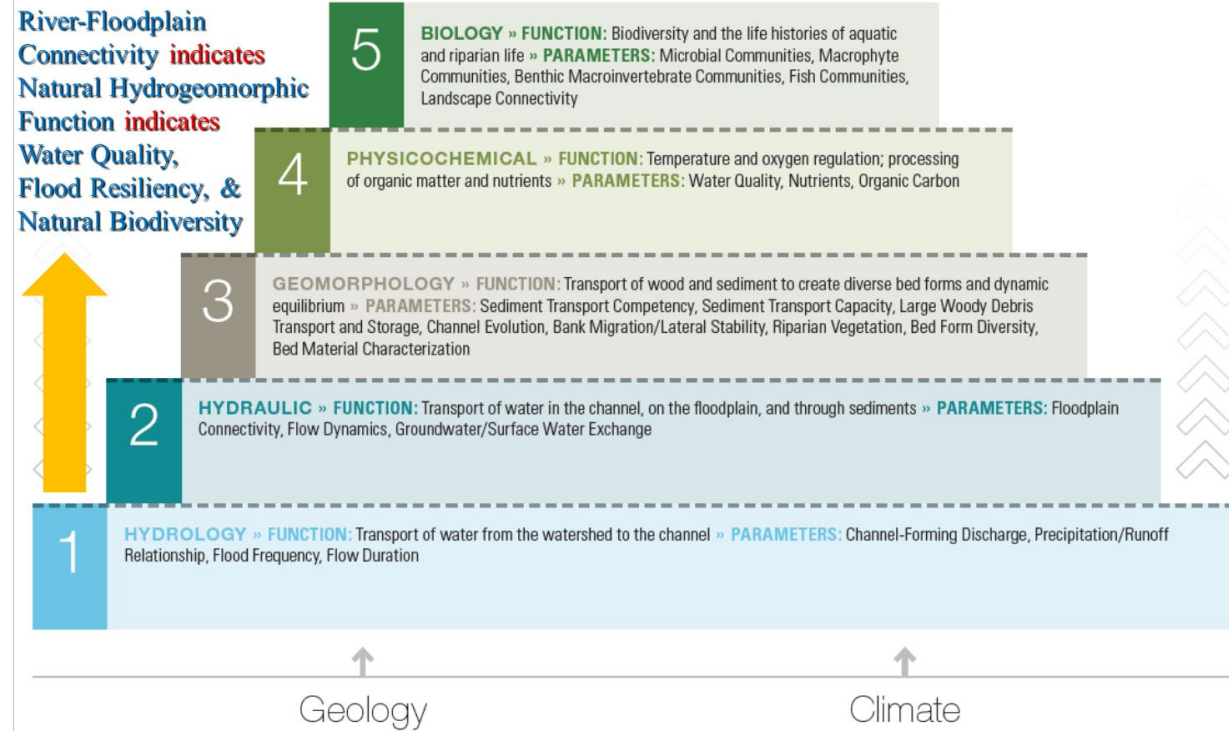 River-Floodplain
Connectivity indicates
Natural Hydrogeomorphic
Function indicates
Water Quality,
Flood Resiliency, &
Natural Biodiversity
5
BIOLOGY » FUNCTION: Biodiversity and the life histories of aquatic
and riparian life » PARAMETERS: Microbial Communities, Macrophyte
Communities, Benthic Macroinvertebrate Communities, Fish Communities,
Landscape Connectivity
4
PHYSICOCHEMICAL » FUNCTION: Temperature and oxygen regulation; processing
of organic matter and nutrients » PARAMETERS: Water Quality, Nutrients, Organic Carbon
3
GEOMORPHOLOGY » FUNCTION: Transport of wood and sediment to create diverse bed forms and dynamic
equilibrium » PARAMETERS: Sediment Transport Competency, Sediment Transport Capacity, Large Woody Debris
Transport and Storage, Channel Evolution, Bank Migration/Lateral Stability, Riparian Vegetation, Bed Form Diversity,
Bed Material Characterization
2
HYDRAULIC » FUNCTION: Transport of water in the channel, on the floodplain, and through sediments » PARAMETERS: Floodplain
Connectivity, Flow Dynamics, Groundwater/Surface Water Exchange
1
HYDROLOGY » FUNCTION: Transport of water from the watershed to the channel » PARAMETERS: Channel-Forming Discharge, Precipitation/Runoff
Relationship, Flood Frequency, Flow Duration
Geology
Climate